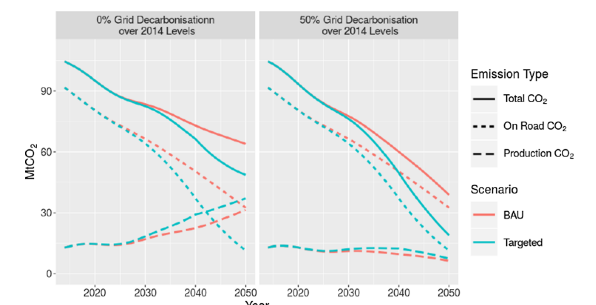 0% Grid Decarbonisationn
over 2014 Levels
50% Grid Decarbonisation
over 2014 Levels
MtCO2
90
60
30
0
2020
2030
2040
2050
2020
2030
2040
2050
Year
Emission Type
Total CO2
On Road CO2
Production CO2
Scenario
BAU
Targeted